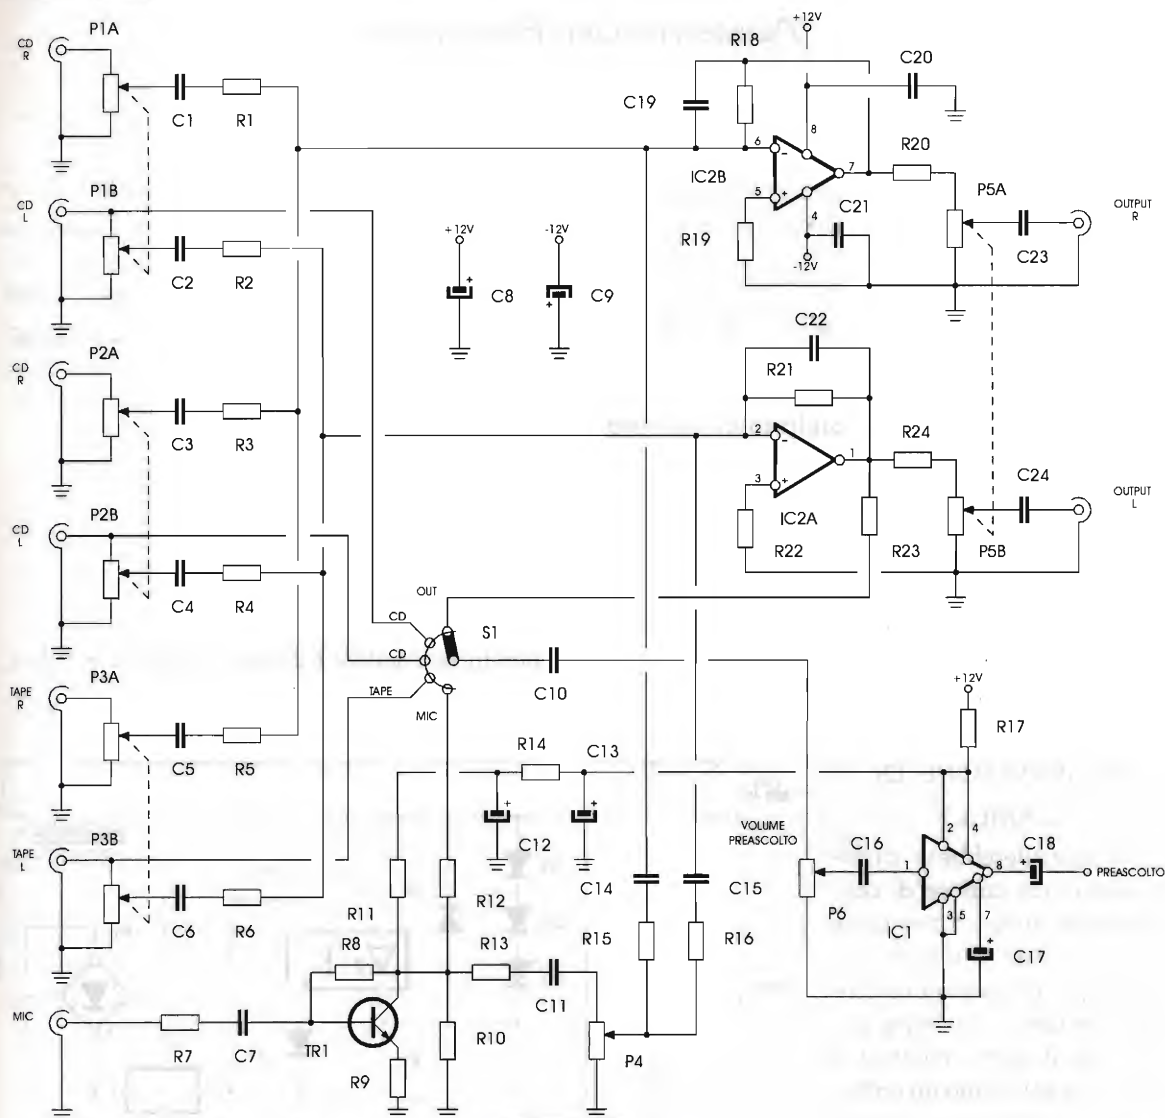 P1A
CD
R
C1
R1
P1B
CD
L
C2
R2
P2A
CD
R
C3
R3
P2B
CD
L
C4
R4
P3A
TAPE
R
C5
R5
P3B
TAPE
L
C6
R6
MIC
R7
C7
TR1
R8
R9
R10
R11
R12
R13
C11
P4
+12V
+
C8
-12V
+
C9
OUT
CD
CD
TAPE
MIC
S1
C10
R14
C13
+
C12
+
C14
C15
R15
R16
+12V
R18
C19
C20
8
6
-
IC2B
7
5
+
4
C21
-12V
R19
R20
P5A
C23
OUTPUT
R
C22
R21
2
-
1
3
+
IC2A
R22
R23
R24
P5B
C24
OUTPUT
L
+12V
R17
VOLUME
PREASCOLTO
P6
C16
1
2
4
8
3
5
7
IC1
C18
+
PREASCOLTO
+
C17